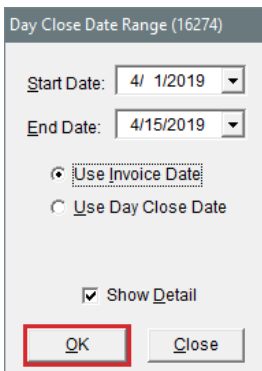 Day Close Date Range (16274)
Start Date: 4/ 1/2019
End Date: 4/15/2019
Use Invoice Date
Use Day Close Date
Show Detail
OK Close